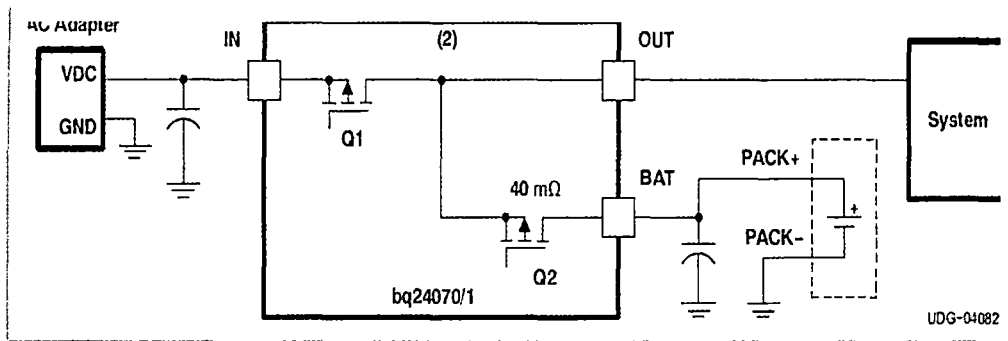 AC Adapter
VDC
GND
IN
(2)
OUT
Q1
System
40 mΩ
BAT
PACK+
+
PACK–
Q2
bq24070/1
UDG-04082